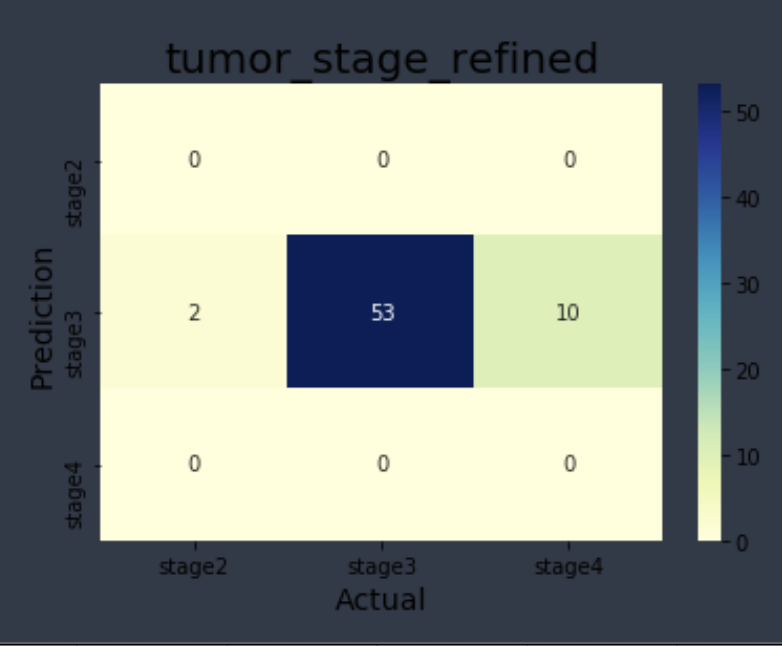 tumor_stage_refined
Prediction
stage2
0 0 0
stage3
2 53 10
stage4
0 0 0
stage2 stage3 stage4
Actual
50
40
30
20
10
0